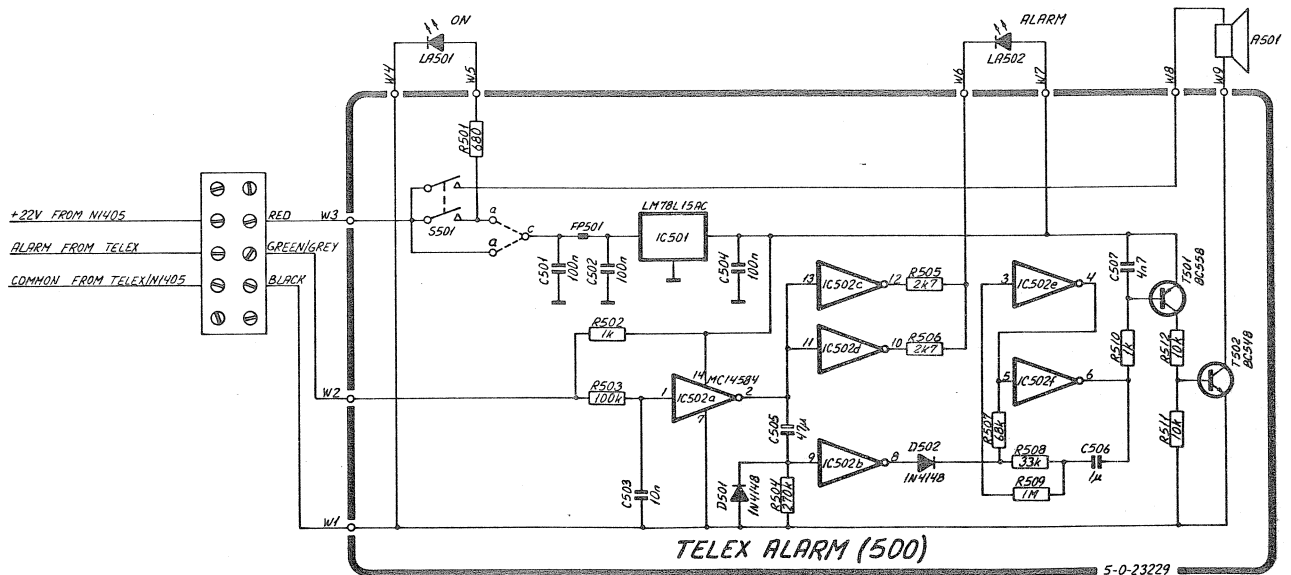 ON
LA501
W4
W5
R501
680
ALARM
LA502
W6
W7
W8
W9
A501
+22V FROM N1405
ALARM FROM TELEX
COMMON FROM TELEX/N1405
RED
GREEN/GREY
BLACK
W3
W2
W1
S501
a
a
c
FP501
C501
100n
C502
100n
LM78L15AC
IC501
C504
100n
R502
1k
R503
100k
C503
10n
1
14
MC14584
IC502a
2
7
C505
47µ
D501
1N4148
R504
270k
13
IC502c
12
R505
2k7
11
IC502d
10
R506
2k7
9
IC502b
8
D502
1N4148
3
IC502e
4
5
IC502f
6
R507
68k
R508
33k
R509
1M
C506
1µ
C507
4n7
R510
1k
T501
BC558
R512
10k
R511
10k
T502
BC548
TELEX ALARM (500)
5-0-23229